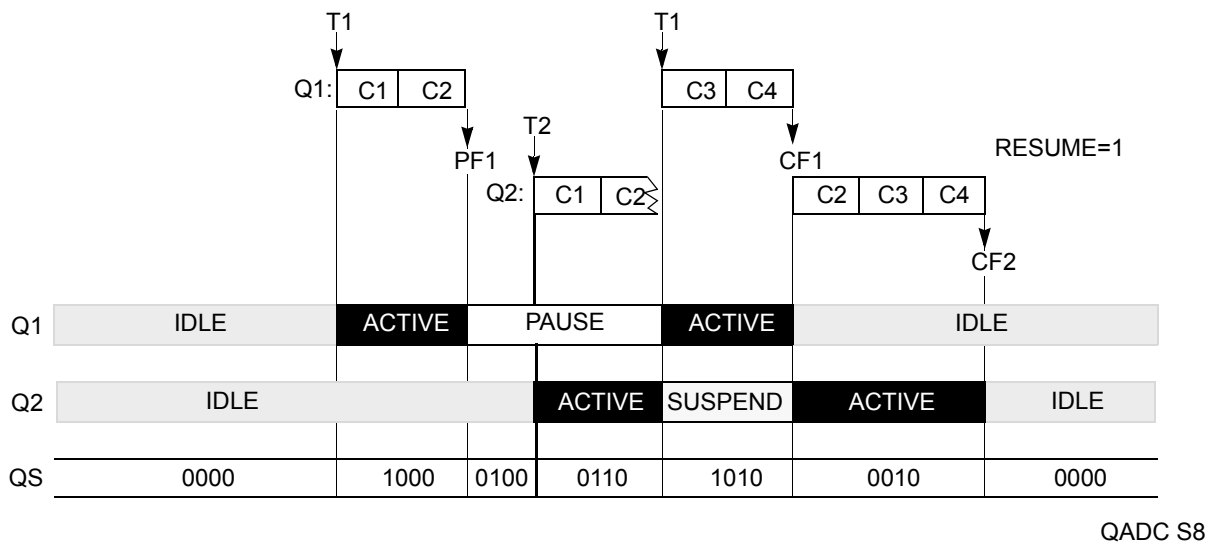 T1 T1
Q1: C1 C2 C3 C4
T2
PF1 CF1 RESUME=1
Q2: C1 C2 C2 C3 C4
CF2
Q1 IDLE ACTIVE PAUSE ACTIVE IDLE
Q2 IDLE ACTIVE SUSPEND ACTIVE IDLE
QS 0000 1000 0100 0110 1010 0010 0000
QADC S8